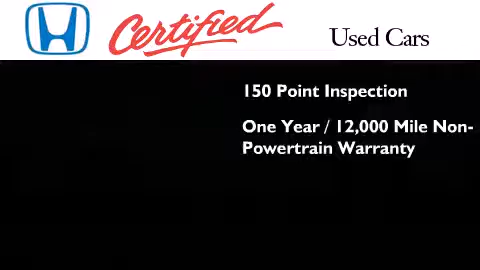 Certified Used Cars
150 Point Inspection
One Year / 12,000 Mile Non-
Powertrain Warranty